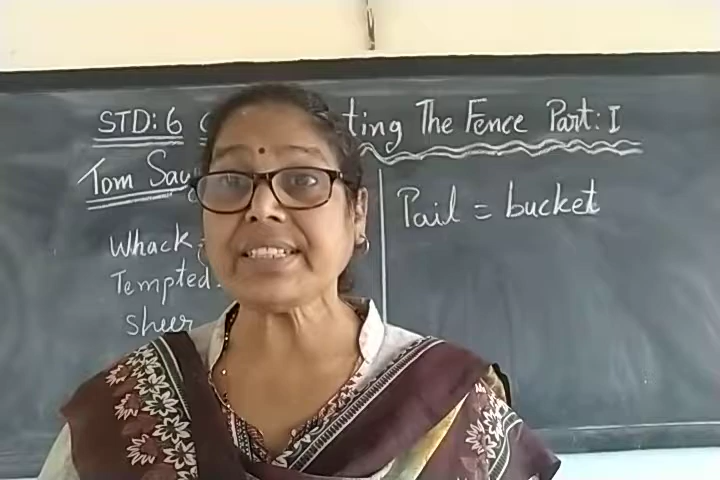 STD: 6 ting The Fence Part: I
Tom Saw
Pail = bucket
Whack =
Tempted -
sheer